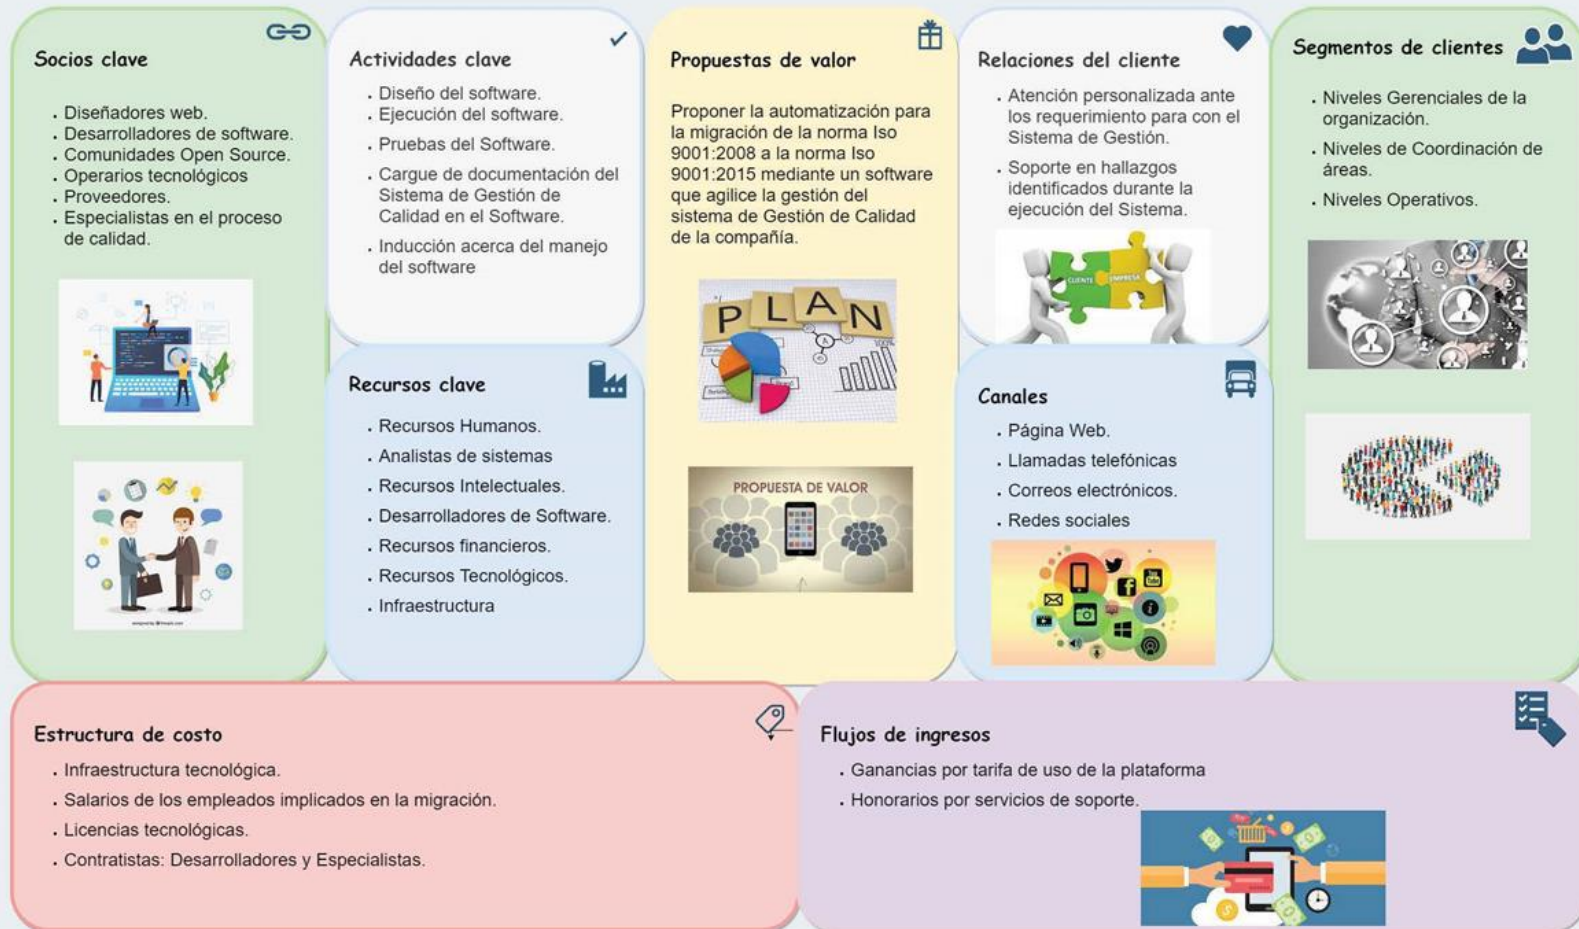 Socios clave
. Diseñadores web.
. Desarrolladores de software.
. Comunidades Open Source.
. Operarios tecnológicos
. Proveedores.
. Especialistas en el proceso
de calidad.
Actividades clave
. Diseño del software.
. Ejecución del software.
. Pruebas del Software.
. Cargue de documentación del
Sistema de Gestión de
Calidad en el Software.
. Inducción acerca del manejo
del software
Recursos clave
. Recursos Humanos.
. Analistas de sistemas
. Recursos Intelectuales.
. Desarrolladores de Software.
. Recursos financieros.
. Recursos Tecnológicos.
. Infraestructura
Propuestas de valor
Proponer la automatización para
la migración de la norma Iso
9001:2008 a la norma Iso
9001:2015 mediante un software
que agilice la gestión del
sistema de Gestión de Calidad
de la compañía.
PLAN
100%
A
PROPUESTA DE VALOR
Relaciones del cliente
. Atención personalizada ante
los requerimiento para con el
Sistema de Gestión.
. Soporte en hallazgos
identificados durante la
ejecución del Sistema.
CLIENTE EMPRESA
Canales
. Página Web.
. Llamadas telefónicas
. Correos electrónicos.
. Redes sociales
You Tube
Segmentos de clientes
. Niveles Gerenciales de la
organización.
. Niveles de Coordinación de
áreas.
. Niveles Operativos.
Estructura de costo
. Infraestructura tecnológica.
. Salarios de los empleados implicados en la migración.
. Licencias tecnológicas.
. Contratistas: Desarrolladores y Especialistas.
Flujos de ingresos
. Ganancias por tarifa de uso de la plataforma
. Honorarios por servicios de soporte.